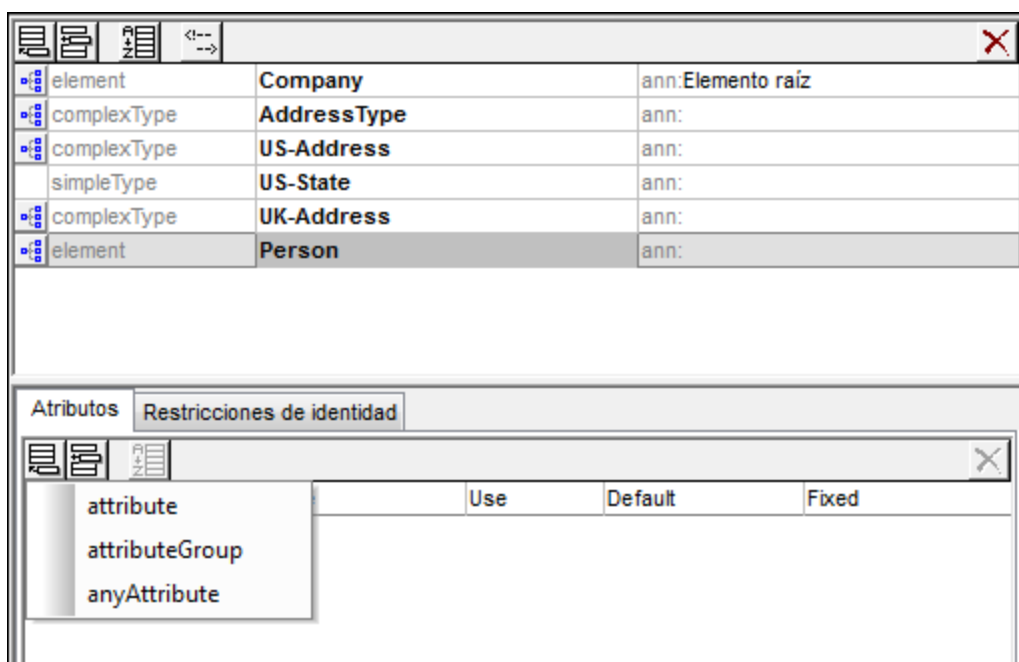 <!-- -->
element Company ann:Elemento raíz
complexType AddressType ann:
complexType US-Address ann:
simpleType US-State ann:
complexType UK-Address ann:
element Person ann:
Atributos Restricciones de identidad
Use Default Fixed
attribute
attributeGroup
anyAttribute